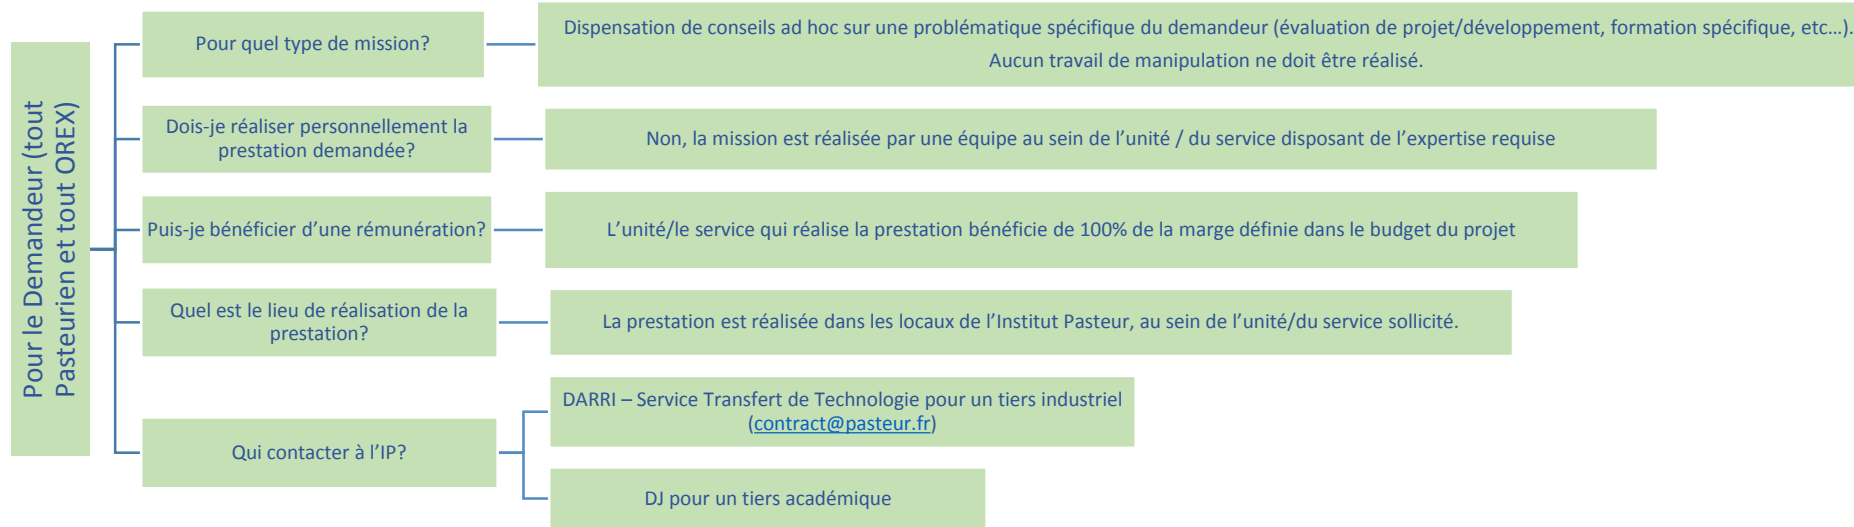 Pour le Demandeur (tout
Pasteurien et tout OREX)
Pour quel type de mission?
Dispensation de conseils ad hoc sur une problématique spécifique du demandeur (évaluation de projet/développement, formation spécifique, etc…).
Aucun travail de manipulation ne doit être réalisé.
Dois-je réaliser personnellement la
prestation demandée?
Non, la mission est réalisée par une équipe au sein de l’unité / du service disposant de l’expertise requise
Puis-je bénéficier d’une rémunération?
L’unité/le service qui réalise la prestation bénéficie de 100% de la marge définie dans le budget du projet
Quel est le lieu de réalisation de la
prestation?
La prestation est réalisée dans les locaux de l’Institut Pasteur, au sein de l’unité/du service sollicité.
Qui contacter à l’IP?
DARRI – Service Transfert de Technologie pour un tiers industriel
(contract@pasteur.fr)
DJ pour un tiers académique